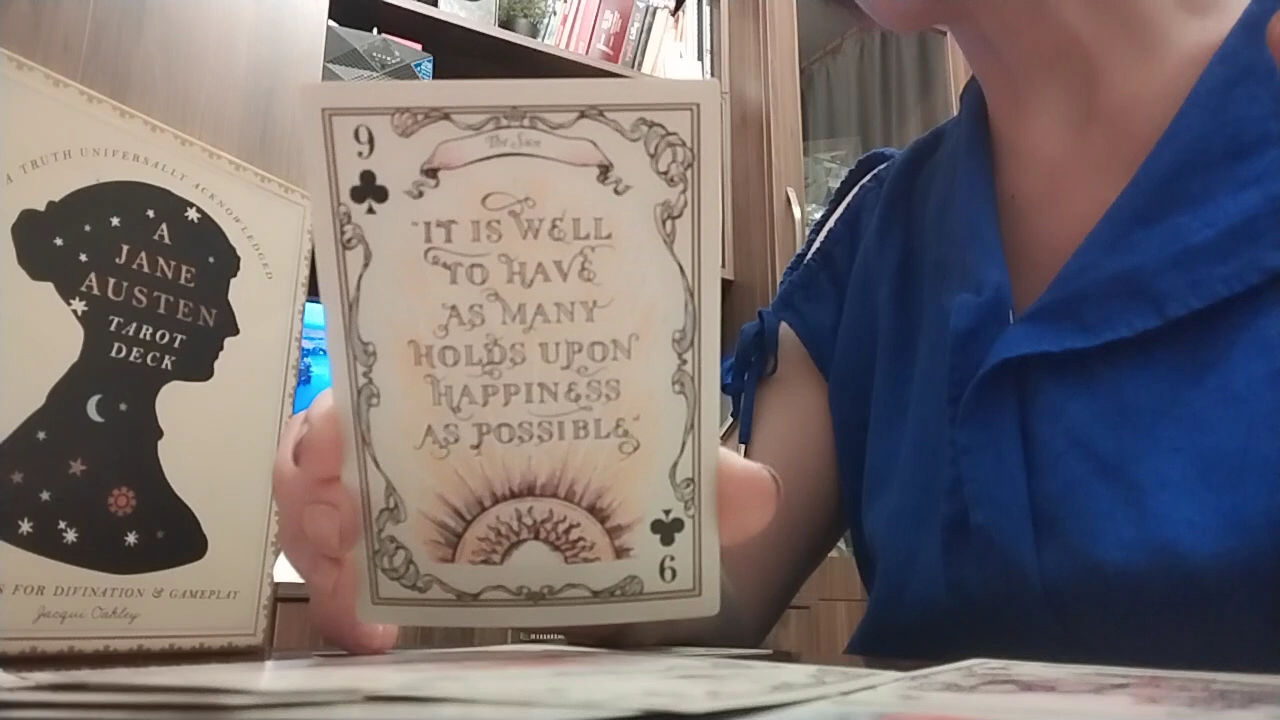 A TRUTH UNIVERSALLY ACKNOWLEDGED
A
JANE
AUSTEN
TAROT
DECK
FOR DIVINATION & GAMEPLAY
Jacqui Oakley
9
The Sun
"IT IS WELL
TO HAVE
AS MANY
HOLDS UPON
HAPPINESS
AS POSSIBLE"
9